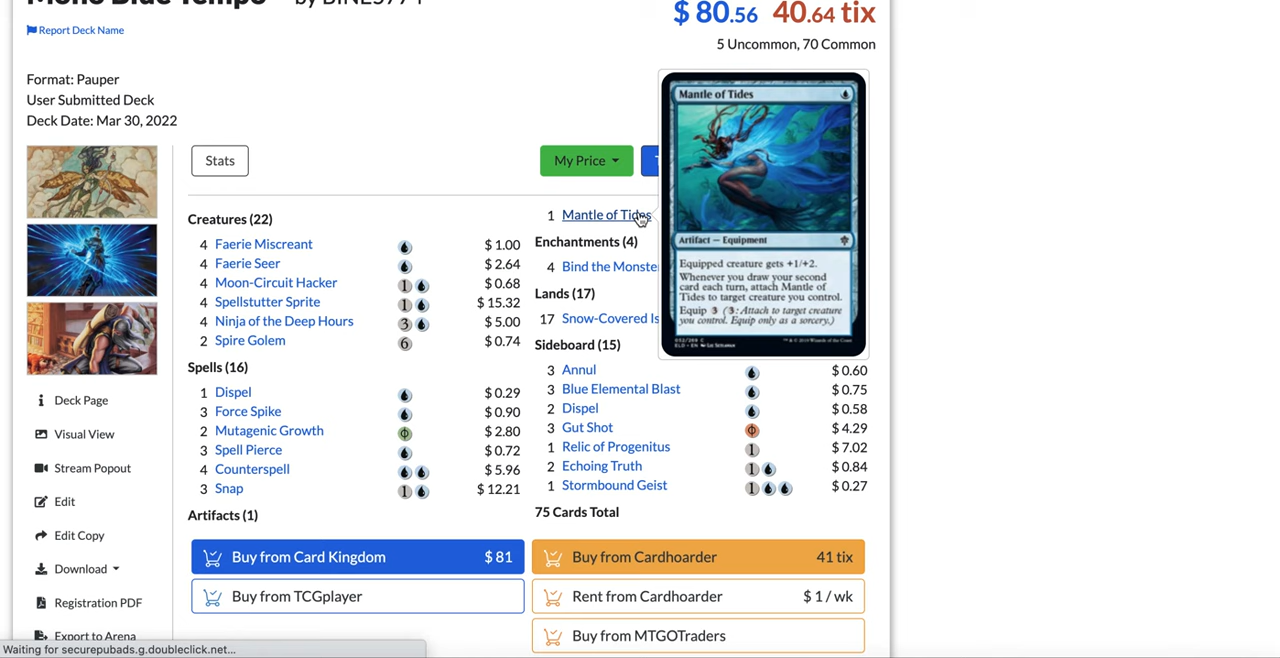 $ 80.56 40.64 tix
Report Deck Name
5 Uncommon, 70 Common
Format: Pauper
User Submitted Deck
Deck Date: Mar 30, 2022
Stats
My Price
Creatures (22)
4 Faerie Miscreant $ 1.00
4 Faerie Seer $ 2.64
4 Moon-Circuit Hacker 1 $ 0.68
4 Spellstutter Sprite 1 $ 15.32
4 Ninja of the Deep Hours 3 $ 5.00
2 Spire Golem 6 $ 0.74
Spells (16)
1 Dispel $ 0.29
3 Force Spike $ 0.90
2 Mutagenic Growth $ 2.80
3 Spell Pierce $ 0.72
4 Counterspell $ 5.96
3 Snap 1 $ 12.21
Artifacts (1)
1 Mantle of Tides
Enchantments (4)
4 Bind the Monster
Lands (17)
17 Snow-Covered Is
Sideboard (15)
3 Annul $ 0.60
3 Blue Elemental Blast $ 0.75
2 Dispel $ 0.58
3 Gut Shot $ 4.29
1 Relic of Progenitus 1 $ 7.02
2 Echoing Truth 1 $ 0.84
1 Stormbound Geist 1 $ 0.27
75 Cards Total
Mantle of Tides
Artifact — Equipment
Equipped creature gets +1/+2.
Whenever you draw your second
card each turn, attach Mantle of
Tides to target creature you control.
Equip 3 (3: Attach to target creature
you control. Equip only as a sorcery.)
Deck Page
Visual View
Stream Popout
Edit
Edit Copy
Download
Registration PDF
Export to Arena
Buy from Card Kingdom $ 81
Buy from TCGplayer
Buy from Cardhoarder 41 tix
Rent from Cardhoarder $ 1 / wk
Buy from MTGOTraders
Waiting for securepubads.g.doubleclick.net...